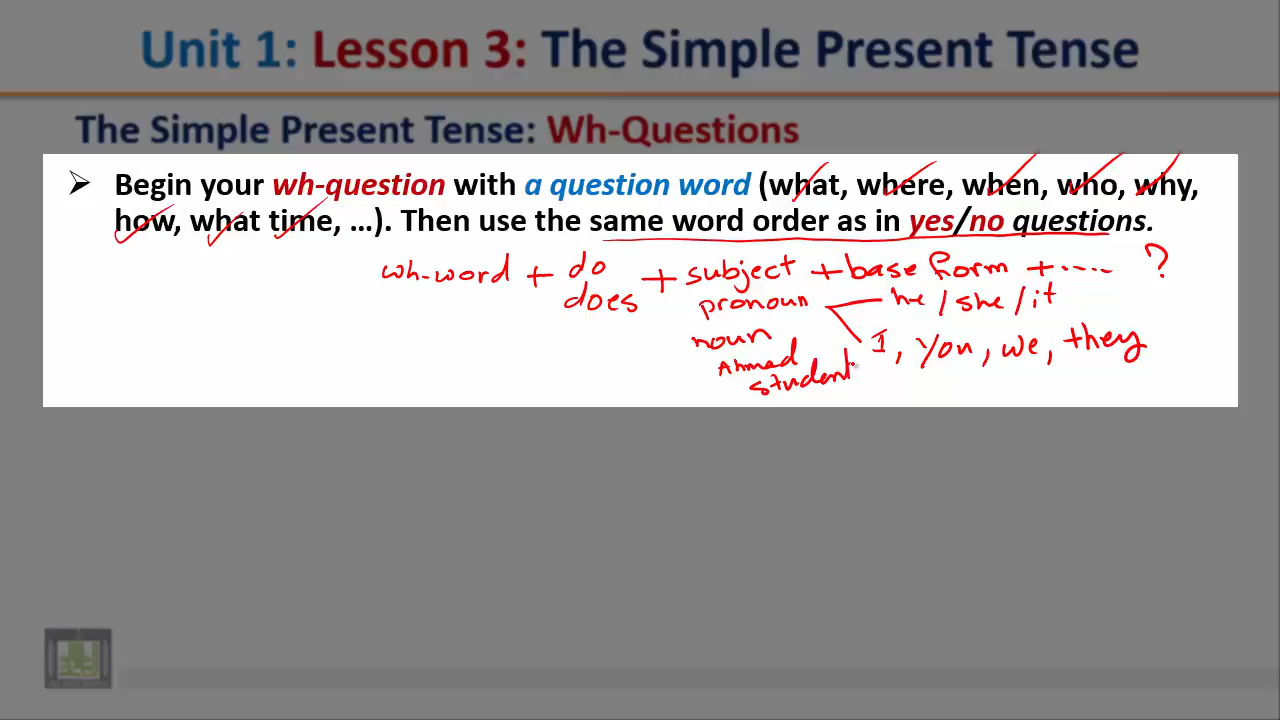 Unit 1: Lesson 3: The Simple Present Tense
The Simple Present Tense: Wh-Questions
Begin your wh-question with a question word (what, where, when, who, why,
how, what time, ...). Then use the same word order as in yes/no questions.
wh-word + do + subject + base form + ..... ?
does
pronoun he / she / it
noun I, you, we, they
Ahmad
student